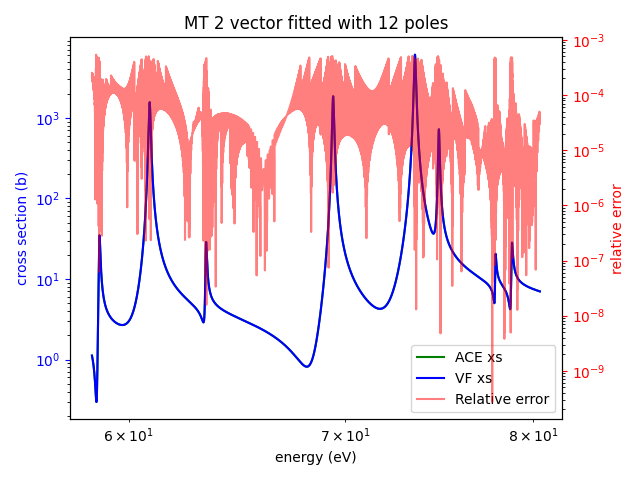 MT 2 vector fitted with 12 poles
cross section (b)
10³
10²
10¹
10⁰
10⁻³
10⁻⁴
10⁻⁵
10⁻⁶
10⁻⁷
10⁻⁸
10⁻⁹
relative error
ACE xs
VF xs
Relative error
6 × 10¹ 7 × 10¹ 8 × 10¹
energy (eV)